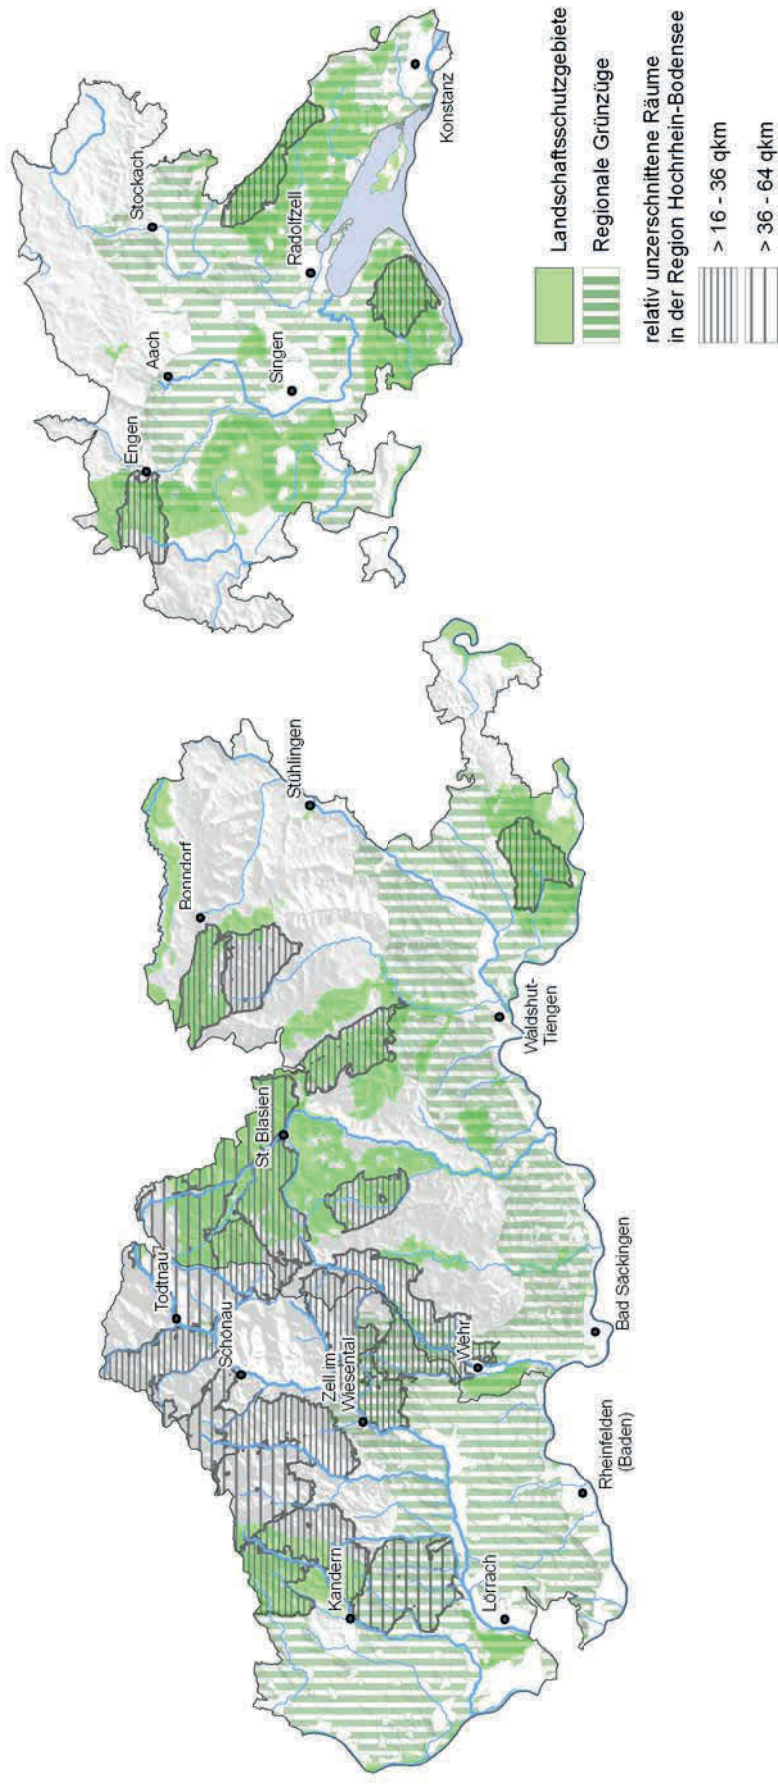 Kandern
Lörrach
Schönau
Todtnau
Zell im
Wiesental
Wehr
Rheinfelden
(Baden)
Bad Säckingen
St. Blasien
Bonndorf
Stühlingen
Waldshut-
Tiengen
Engen
Aach
Singen
Stockach
Radolfzell
Konstanz
Landschaftsschutzgebiete
Regionale Grünzüge
relativ unzerschnittene Räume
in der Region Hochrhein-Bodensee
> 16 - 36 qkm
> 36 - 64 qkm